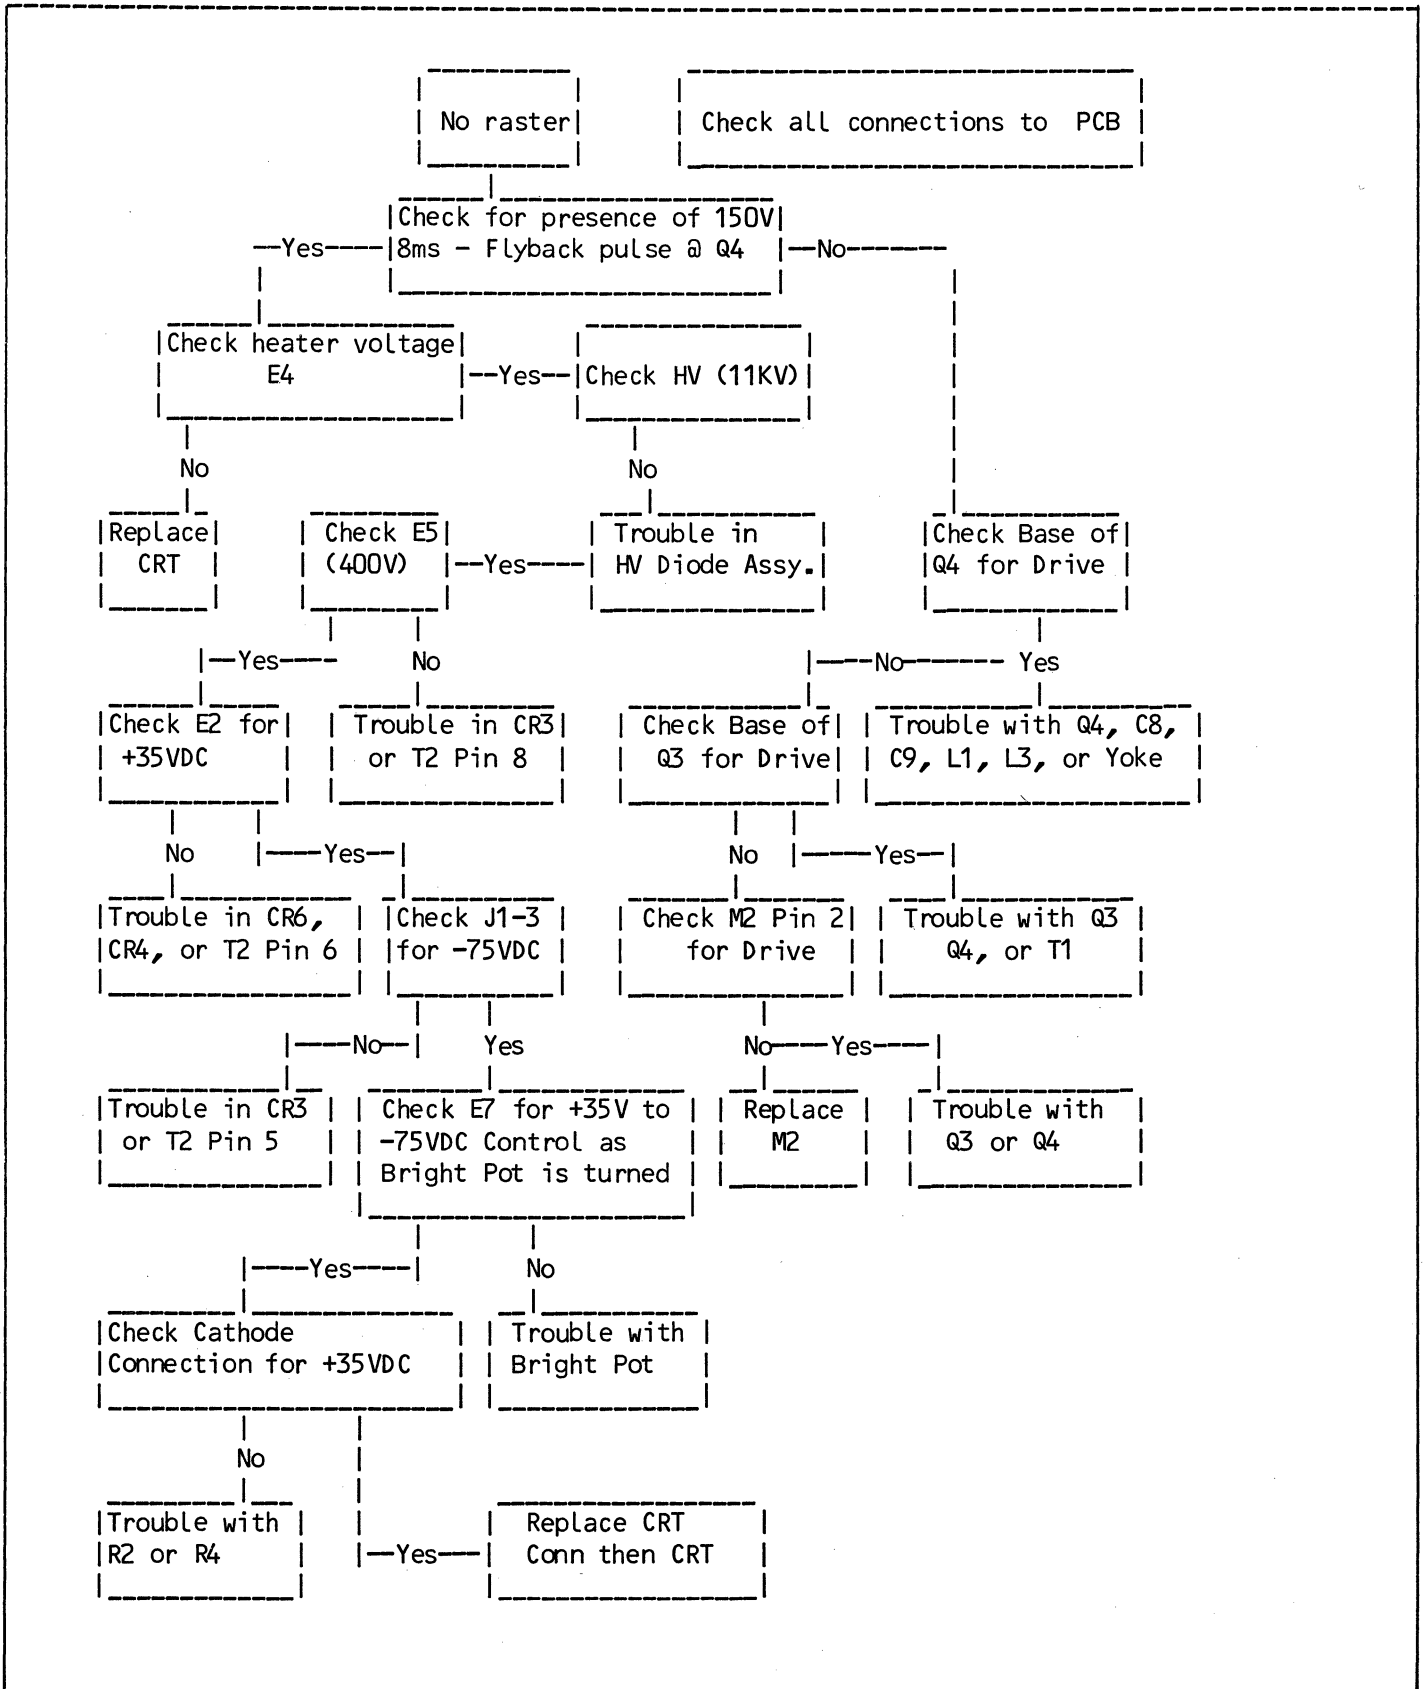 No raster
Check all connections to PCB
Check for presence of 150V
8ms - Flyback pulse @ Q4
Yes
No
Check heater voltage
E4
Yes
Check HV (11KV)
No
No
Replace
CRT
Check E5
(400V)
Yes
Trouble in
HV Diode Assy.
Check Base of
Q4 for Drive
Yes
No
No
Yes
Check E2 for
+35VDC
Trouble in CR3
or T2 Pin 8
Check Base of
Q3 for Drive
Trouble with Q4, C8,
C9, L1, L3, or Yoke
No
Yes
No
Yes
Trouble in CR6,
CR4, or T2 Pin 6
Check J1-3
for -75VDC
Check M2 Pin 2
for Drive
Trouble with Q3
Q4, or T1
No
Yes
No
Yes
Trouble in CR3
or T2 Pin 5
Check E7 for +35V to
-75VDC Control as
Bright Pot is turned
Replace
M2
Trouble with
Q3 or Q4
Yes
No
Check Cathode
Connection for +35VDC
Trouble with
Bright Pot
No
Trouble with
R2 or R4
Yes
Replace CRT
Conn then CRT